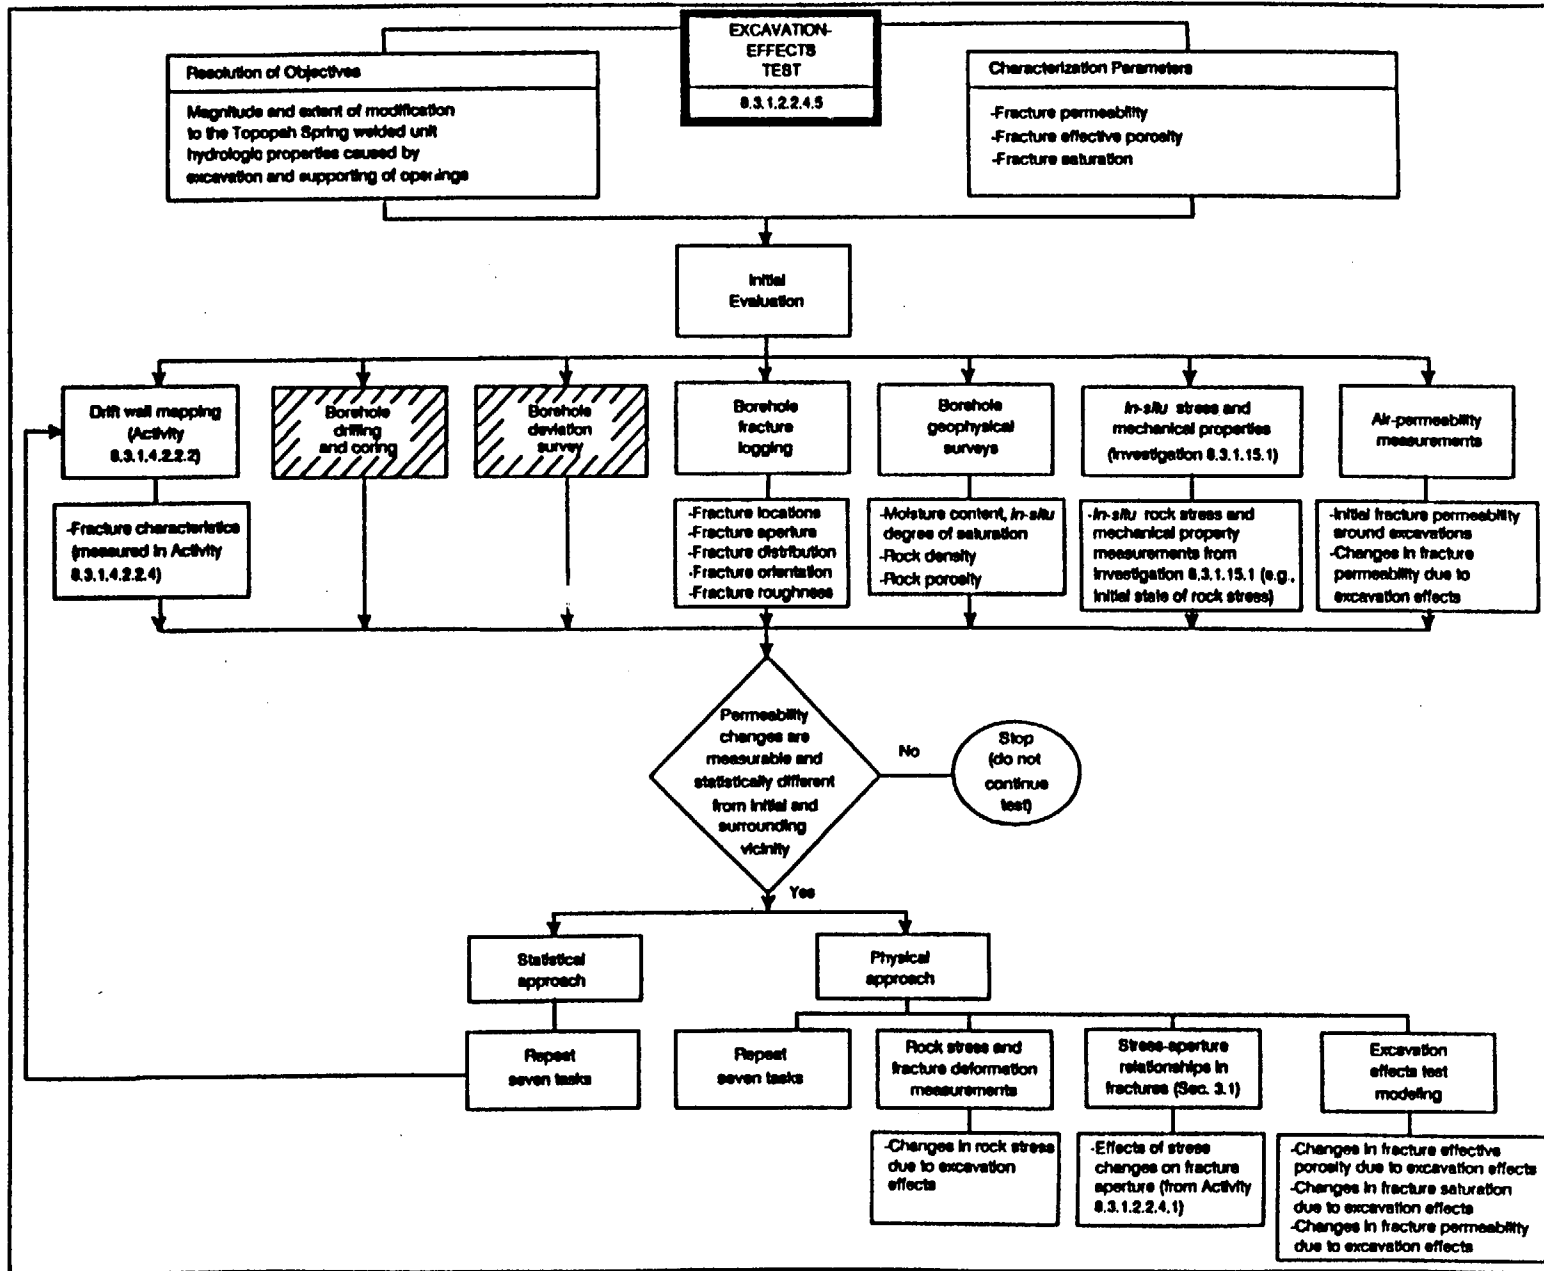 EXCAVATION-
EFFECTS
TEST
8.3.1.2.2.4.5
Resolution of Objectives
Magnitude and extent of modification
to the Topopah Spring welded unit
hydrologic properties caused by
excavation and supporting of openings
Characterization Parameters
-Fracture permeability
-Fracture effective porosity
-Fracture saturation
Initial
Evaluation
Drift wall mapping
(Activity
8.3.1.4.2.2.2)
Borehole
drilling
and coring
Borehole
deviation
survey
Borehole
fracture
logging
Borehole
geophysical
surveys
In-situ stress and
mechanical properties
(Investigation 8.3.1.15.1)
Air-permeability
measurements
-Fracture characteristics
(measured in Activity
8.3.1.4.2.2.4)
-Fracture locations
-Fracture aperture
-Fracture distribution
-Fracture orientation
-Fracture roughness
-Moisture content, in-situ
degree of saturation
-Rock density
-Rock porosity
-In-situ rock stress and
mechanical property
measurements from
Investigation 8.3.1.15.1 (e.g.,
initial state of rock stress)
-Initial fracture permeability
around excavations
-Changes in fracture
permeability due to
excavation effects
Permeability
changes are
measurable and
statistically different
from initial and
surrounding
vicinity
No
Stop
(do not
continue
test)
Yes
Statistical
approach
Physical
approach
Repeat
seven tasks
Repeat
seven tasks
Rock stress and
fracture deformation
measurements
Stress-aperture
relationships in
fractures (Sec. 3.1)
Excavation
effects test
modeling
-Changes in rock stress
due to excavation
effects
-Effects of stress
changes on fracture
aperture (from Activity
8.3.1.2.2.4.1)
-Changes in fracture effective
porosity due to excavation effects
-Changes in fracture saturation
due to excavation effects
-Changes in fracture permeability
due to excavation effects